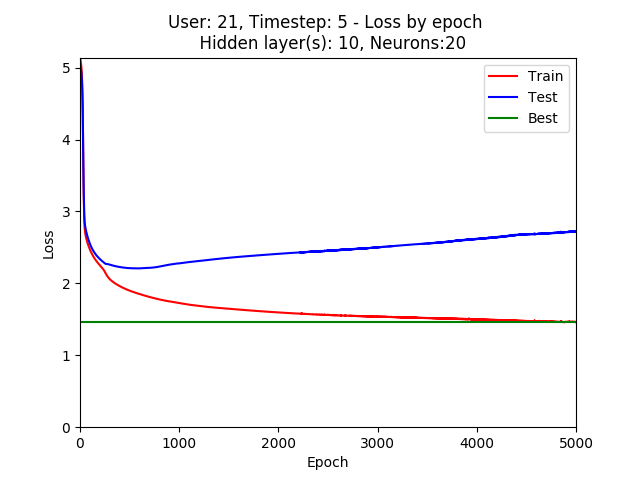 User: 21, Timestep: 5 - Loss by epoch
Hidden layer(s): 10, Neurons:20
Train
Test
Best
Loss
5
4
3
2
1
0
0
1000
2000
3000
4000
5000
Epoch